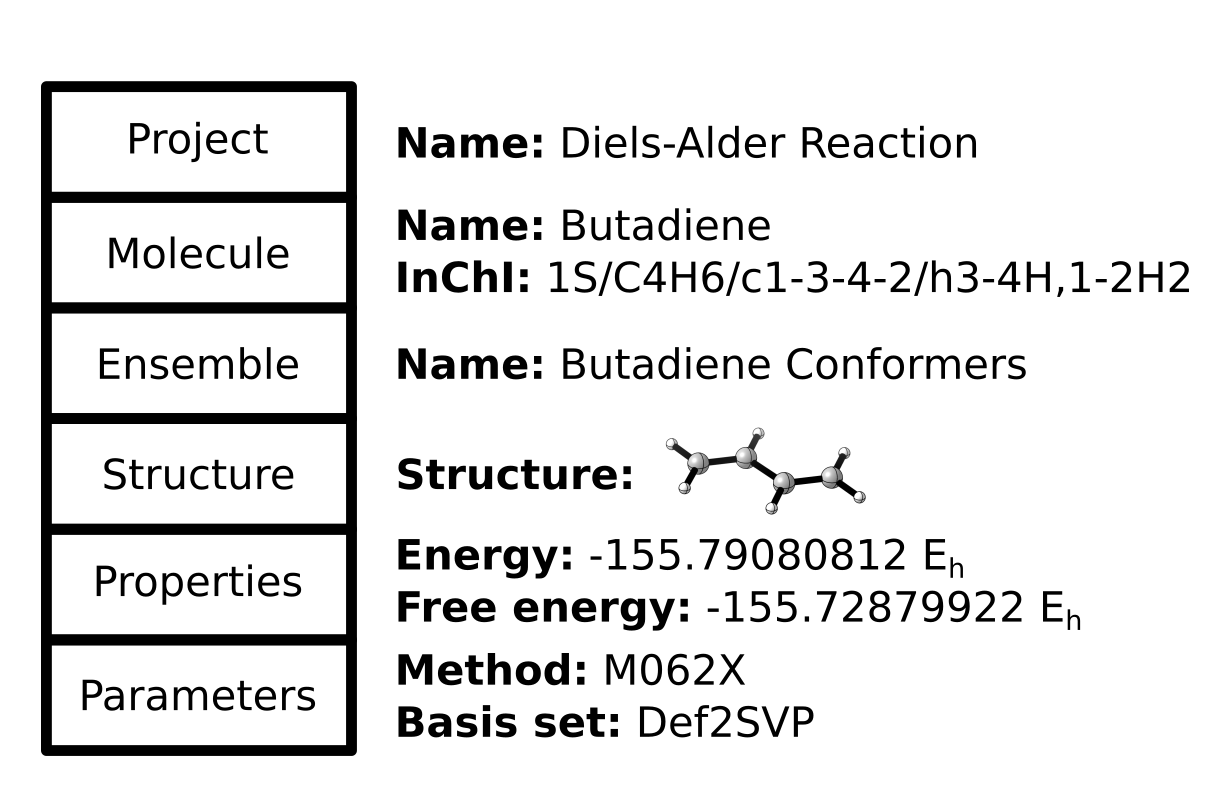 Project
Name: Diels-Alder Reaction
Molecule
Name: Butadiene
InChI: 1S/C4H6/c1-3-4-2/h3-4H,1-2H2
Ensemble
Name: Butadiene Conformers
Structure
Structure:
Properties
Energy: -155.79080812 Eh
Free energy: -155.72879922 Eh
Parameters
Method: M062X
Basis set: Def2SVP